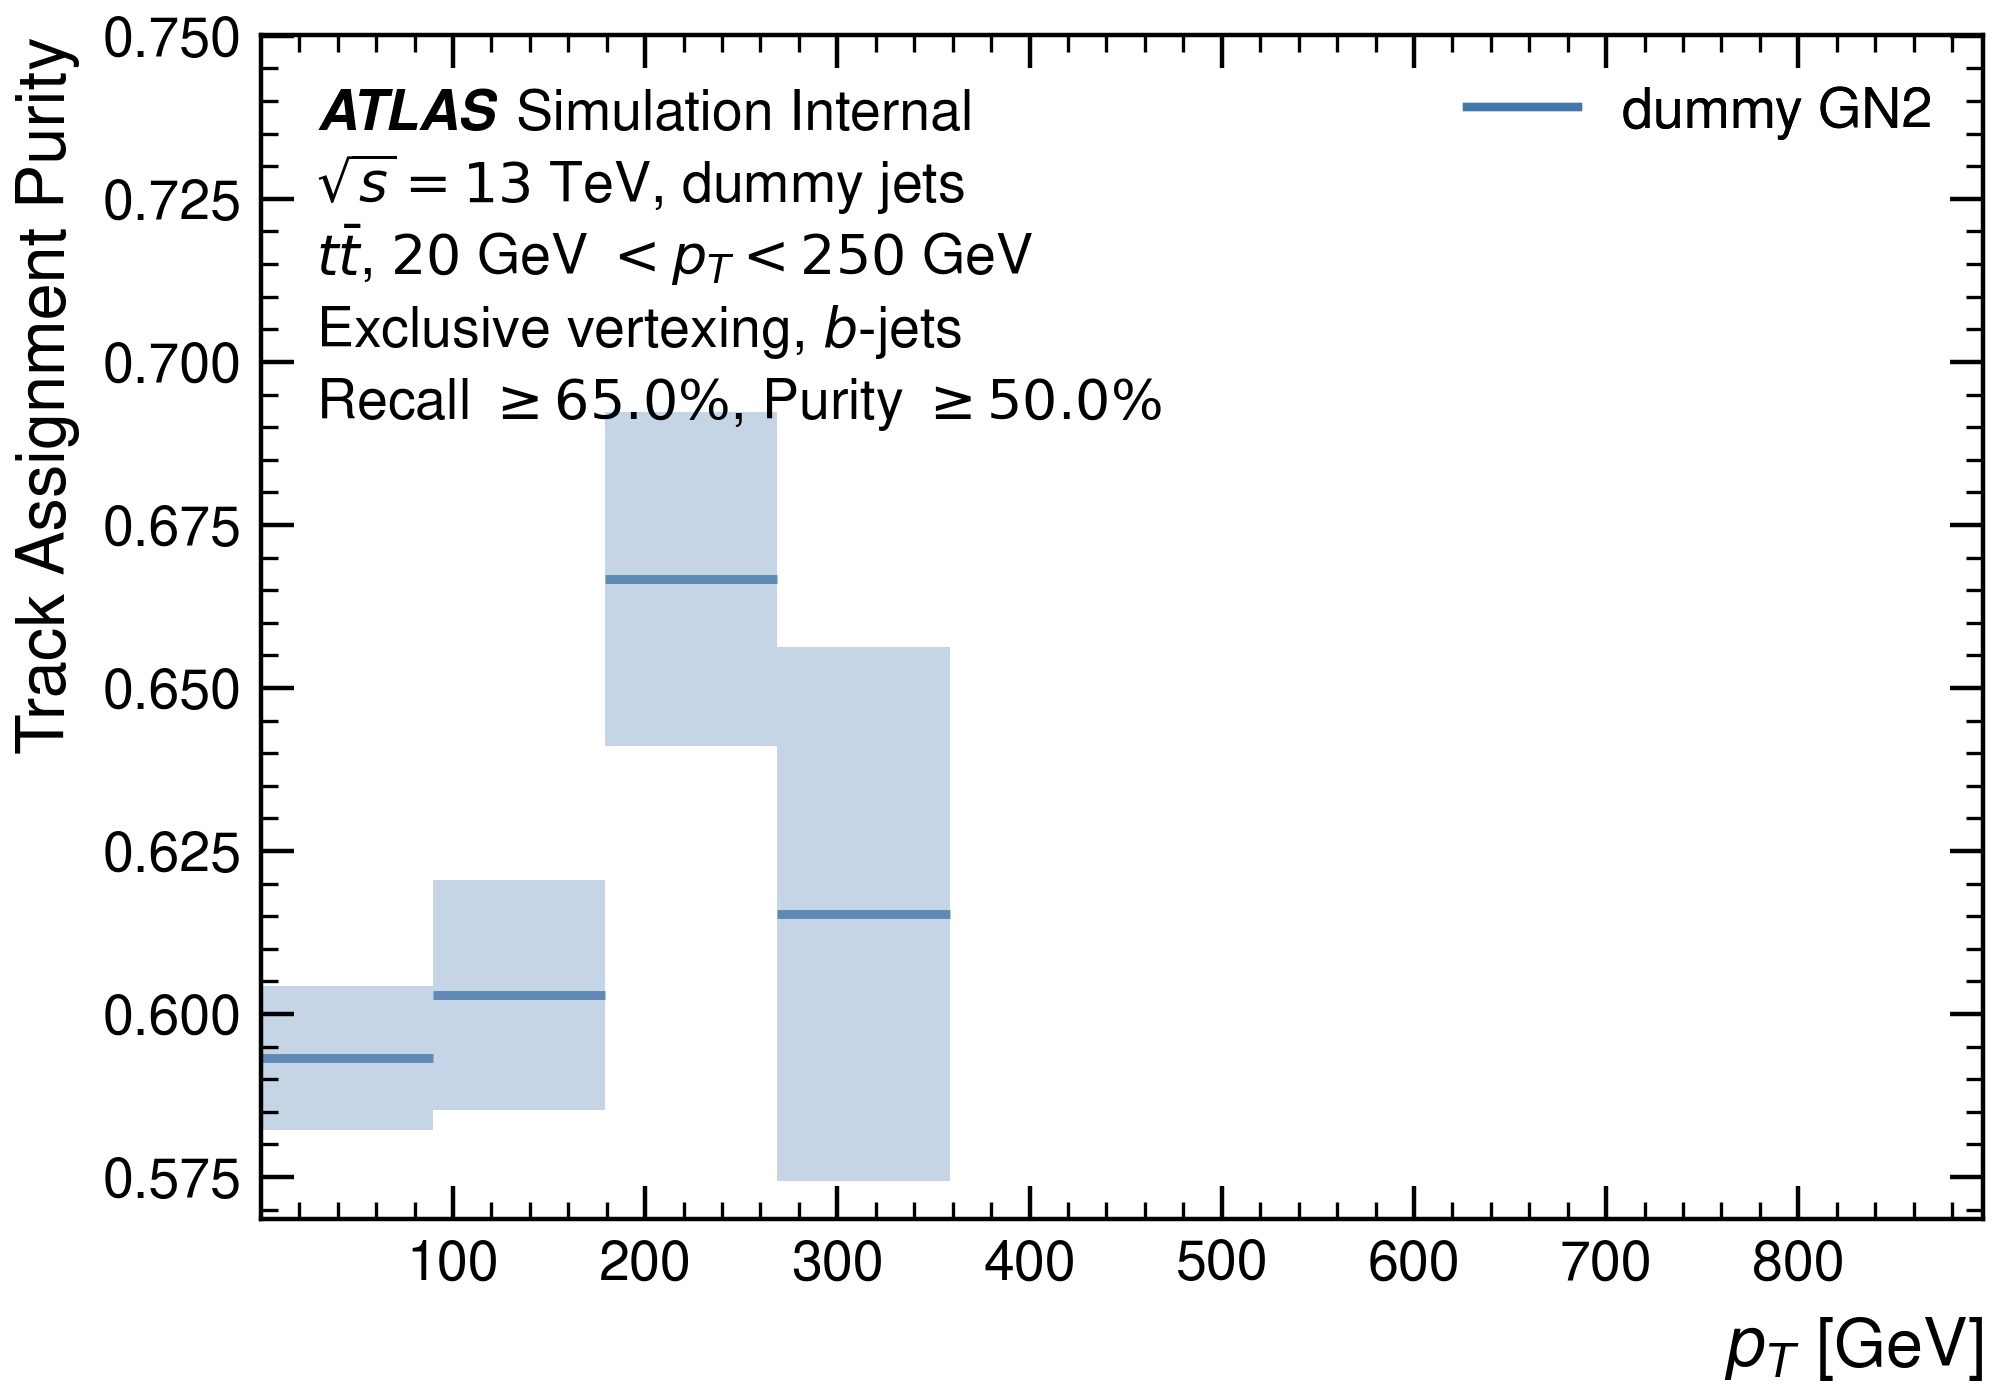 Track Assignment Purity
0.750
0.725
0.700
0.675
0.650
0.625
0.600
0.575
ATLAS Simulation Internal
√s = 13 TeV, dummy jets
tt̄, 20 GeV < p_T < 250 GeV
Exclusive vertexing, b-jets
Recall ≥ 65.0%, Purity ≥ 50.0%
dummy GN2
100 200 300 400 500 600 700 800
p_T [GeV]